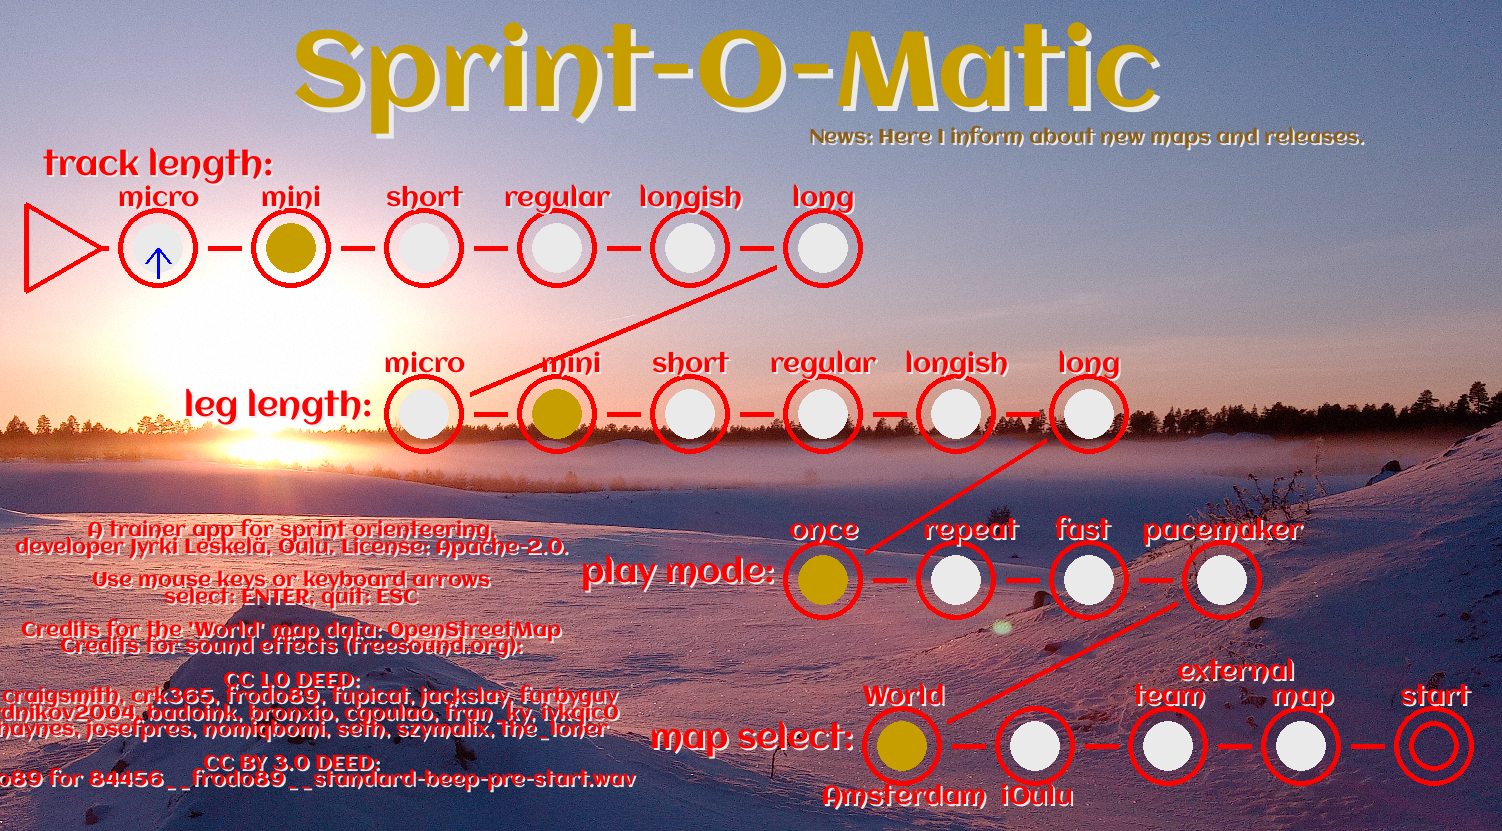 Sprint-O-Matic
News: Here I inform about new maps and releases.
track length:
micro mini short regular longish long
micro mini short regular longish long
leg length:
once repeat fast pacemaker
play mode:
A trainer app for sprint orienteering,
developer Jyrki Leskelä, Oulu, License: Apache-2.0.
Use mouse keys or keyboard arrows
select: ENTER, quit: ESC
Credits for the 'World' map data: OpenStreetMap
Credits for sound effects (freesound.org):
CC 1.0 DEED:
craigsmith, crk365, frodo89, tupicat, jackslay, furbyguy
badoink, bronxio, cgoulao, fran_ky, iykqic0
josefpres, nomiqbomi, seth, szymalix, the_loner
CC BY 3.0 DEED:
for 84456__frodo89__standard-beep-pre-start.wav
external
World team map start
map select:
Amsterdam iOulu